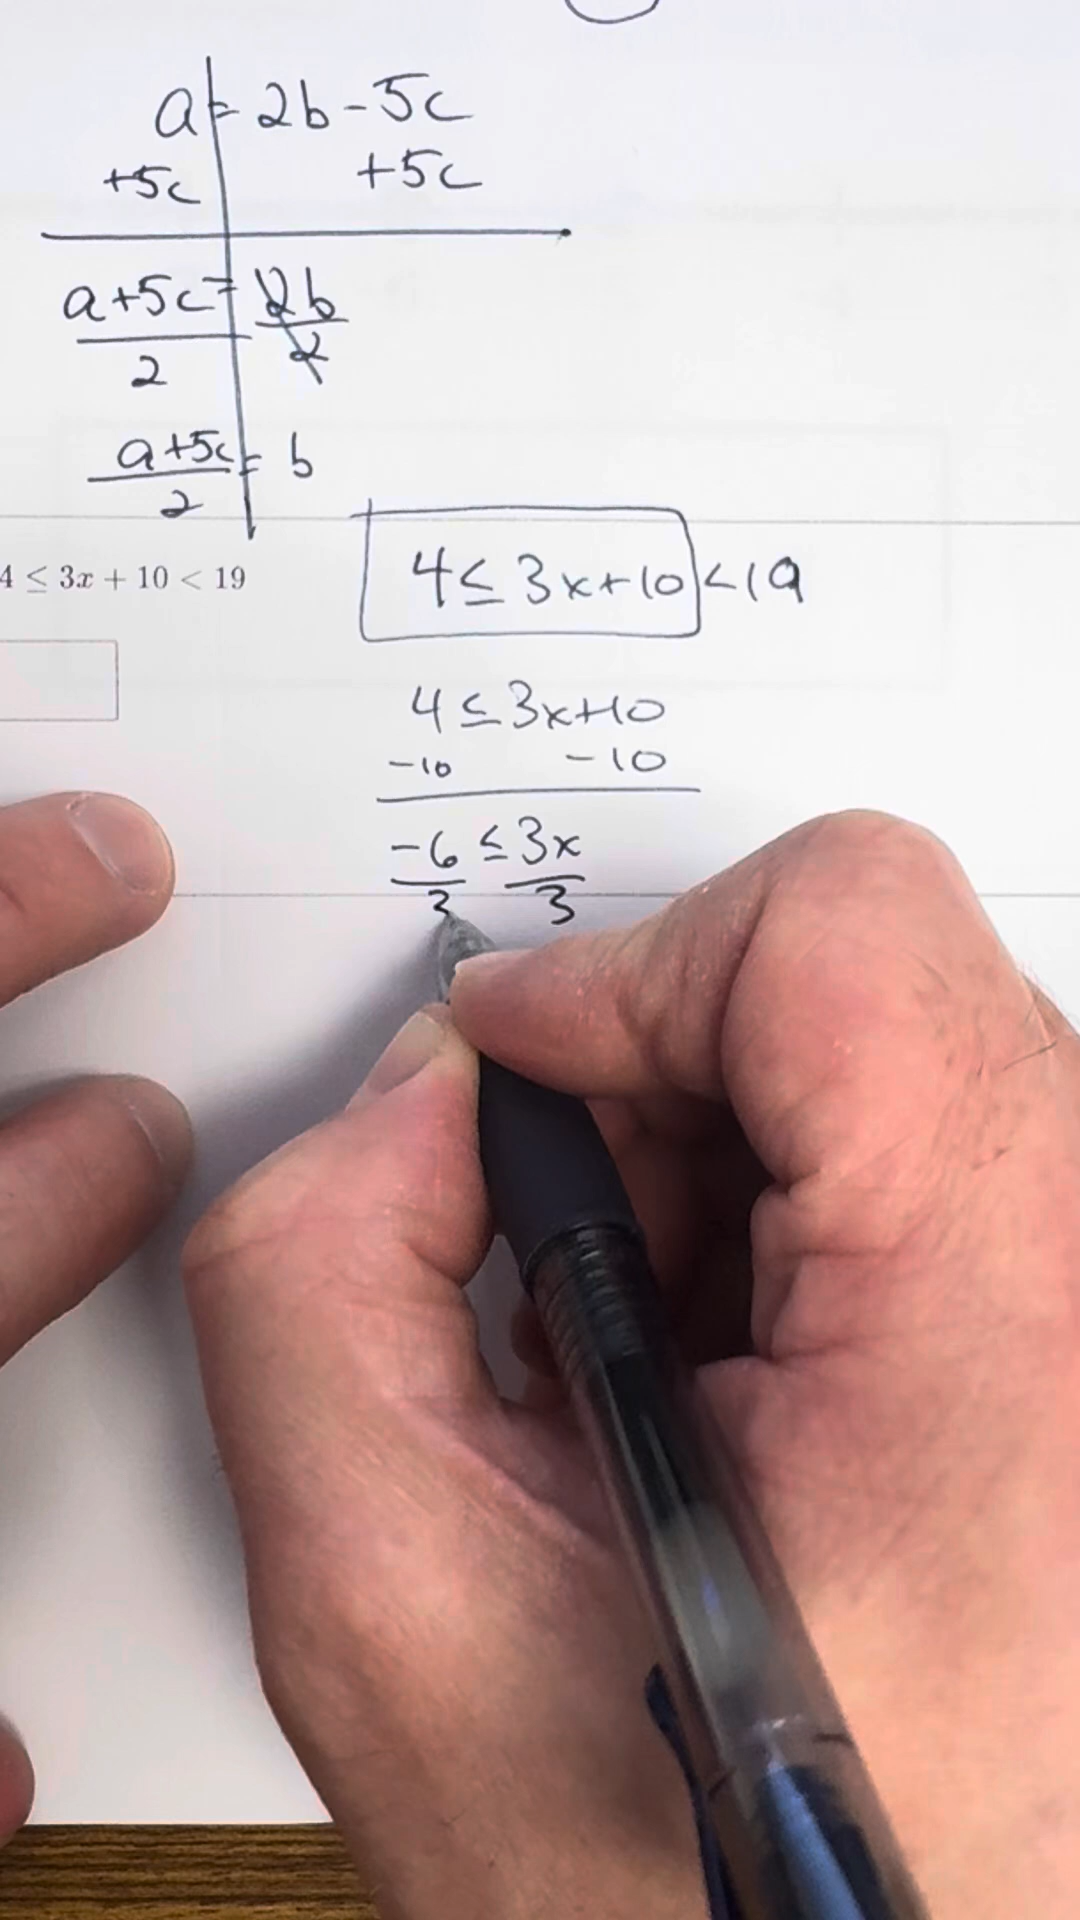 a = 2b - 5c
+5c +5c
a+5c = 2b
2 2
a+5c = b
2
4 ≤ 3x + 10 < 19
4 ≤ 3x+10 < 19
4 ≤ 3x+10
-10 -10
-6 ≤ 3x
3 3